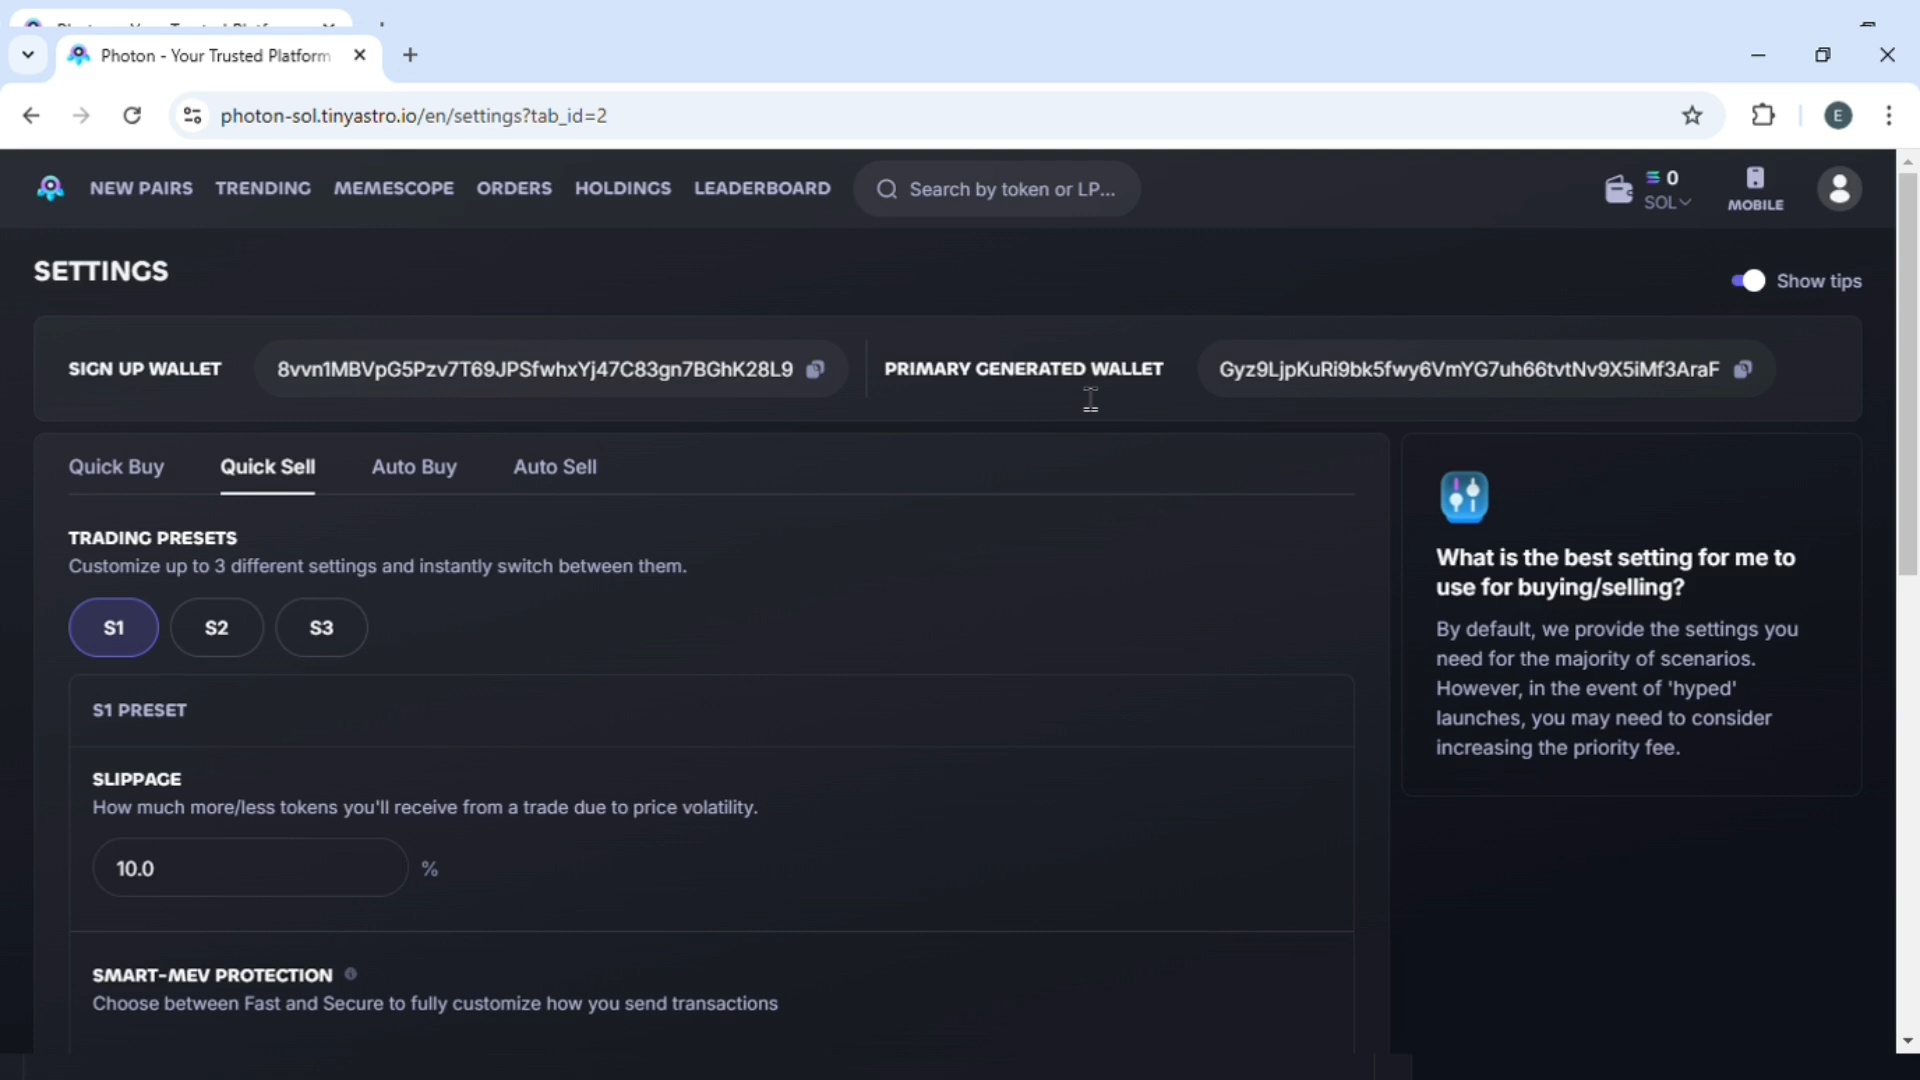 Photon - Your Trusted Platform
photon-sol.tinyastro.io/en/settings?tab_id=2
E
NEW PAIRS TRENDING MEMESCOPE ORDERS HOLDINGS LEADERBOARD Search by token or LP... 0 SOL MOBILE
SETTINGS
Show tips
SIGN UP WALLET 8vvn1MBVpG5Pzv7T69JPSfwhxYj47C83gn7BGhK28L9 PRIMARY GENERATED WALLET Gyz9LjpKuRi9bk5fwy6VmYG7uh66tvtNv9X5iMf3AraF
Quick Buy Quick Sell Auto Buy Auto Sell
TRADING PRESETS
Customize up to 3 different settings and instantly switch between them.
S1 S2 S3
S1 PRESET
SLIPPAGE
How much more/less tokens you'll receive from a trade due to price volatility.
10.0 %
SMART-MEV PROTECTION
Choose between Fast and Secure to fully customize how you send transactions
What is the best setting for me to
use for buying/selling?
By default, we provide the settings you
need for the majority of scenarios.
However, in the event of 'hyped'
launches, you may need to consider
increasing the priority fee.